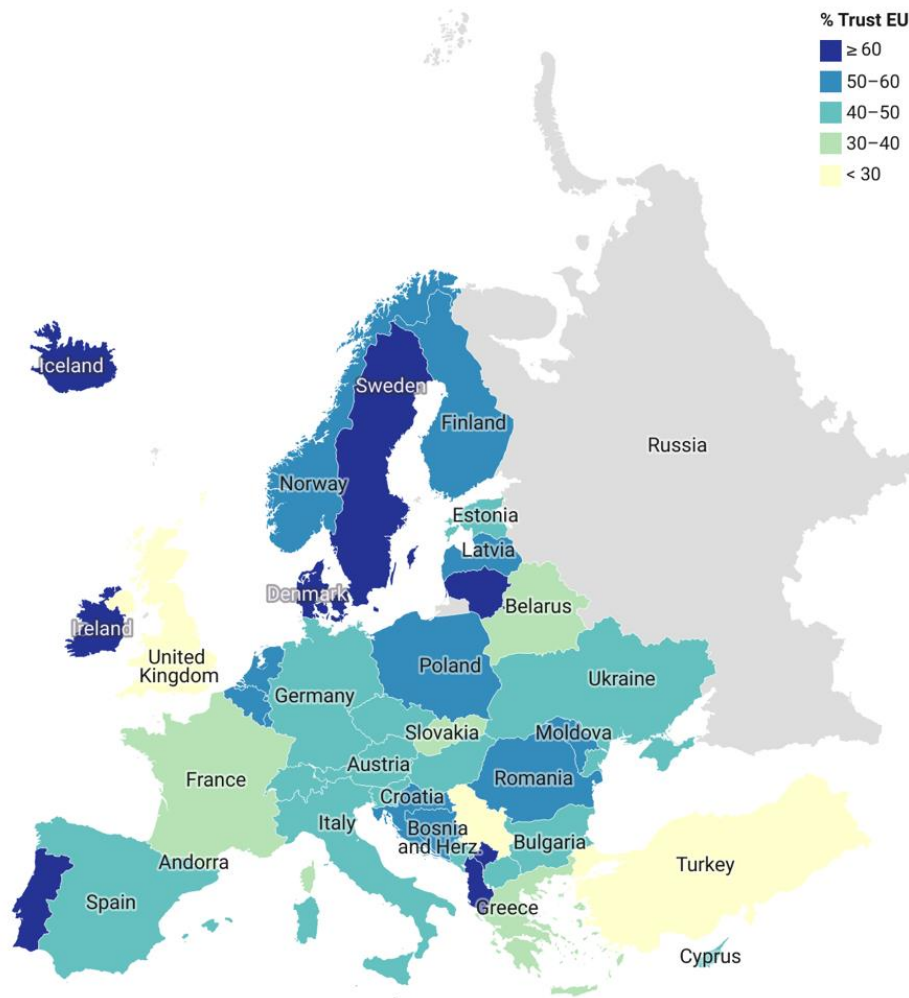 % Trust EU
≥ 60
50–60
40–50
30–40
< 30
Iceland
Sweden
Finland
Russia
Norway
Estonia
Latvia
Denmark
Belarus
Ireland
United
Kingdom
Poland
Ukraine
Germany
Slovakia
Moldova
Austria
France
Romania
Croatia
Italy
Bosnia
and Herz.
Bulgaria
Andorra
Turkey
Spain
Greece
Cyprus